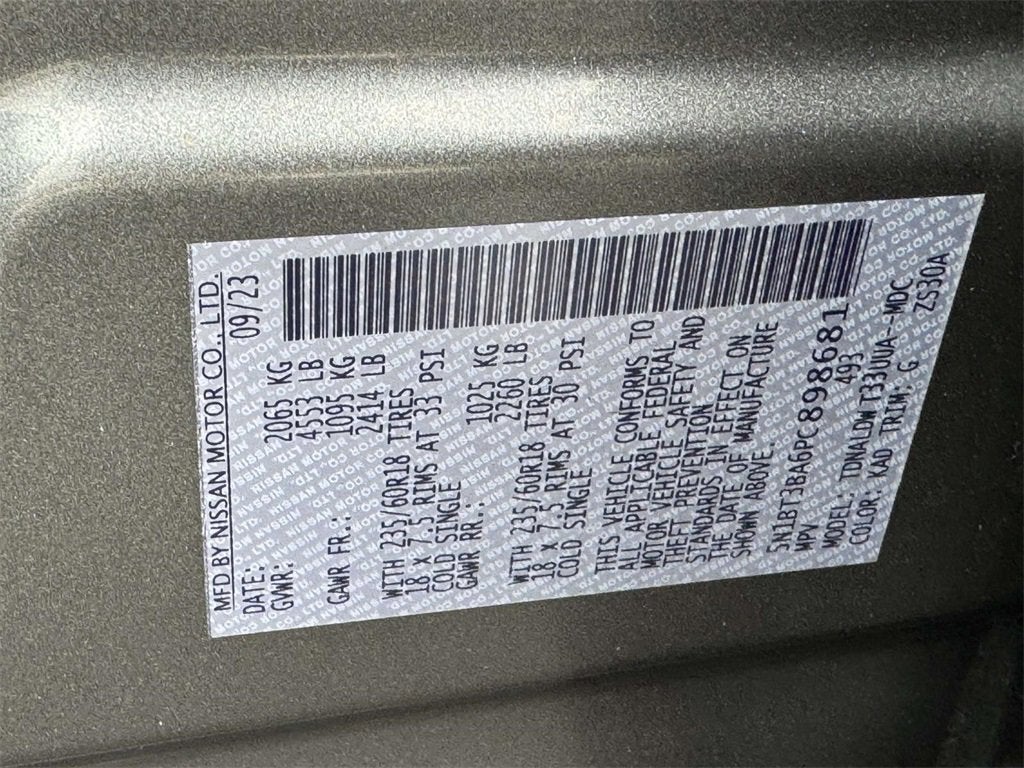 MFD BY NISSAN MOTOR CO., LTD.
DATE: 09/23
GVWR: 2065 KG
4553 LB
GAWR FR.: 1095 KG
2414 LB
WITH 235/60R18 TIRES
18 X 7.5 RIMS AT 33 PSI
COLD SINGLE
GAWR RR.: 1025 KG
2260 LB
WITH 235/60R18 TIRES
18 X 7.5 RIMS AT 30 PSI
COLD SINGLE
THIS VEHICLE CONFORMS TO
ALL APPLICABLE FEDERAL
MOTOR VEHICLE SAFETY AND
THEFT PREVENTION
STANDARDS IN EFFECT ON
THE DATE OF MANUFACTURE
SHOWN ABOVE.
5N1BT3BA6PC898681
MPV 493
MODEL: TDNALDW T33UUA-MDC
COLOR: KAD TRIM: G ZS30A